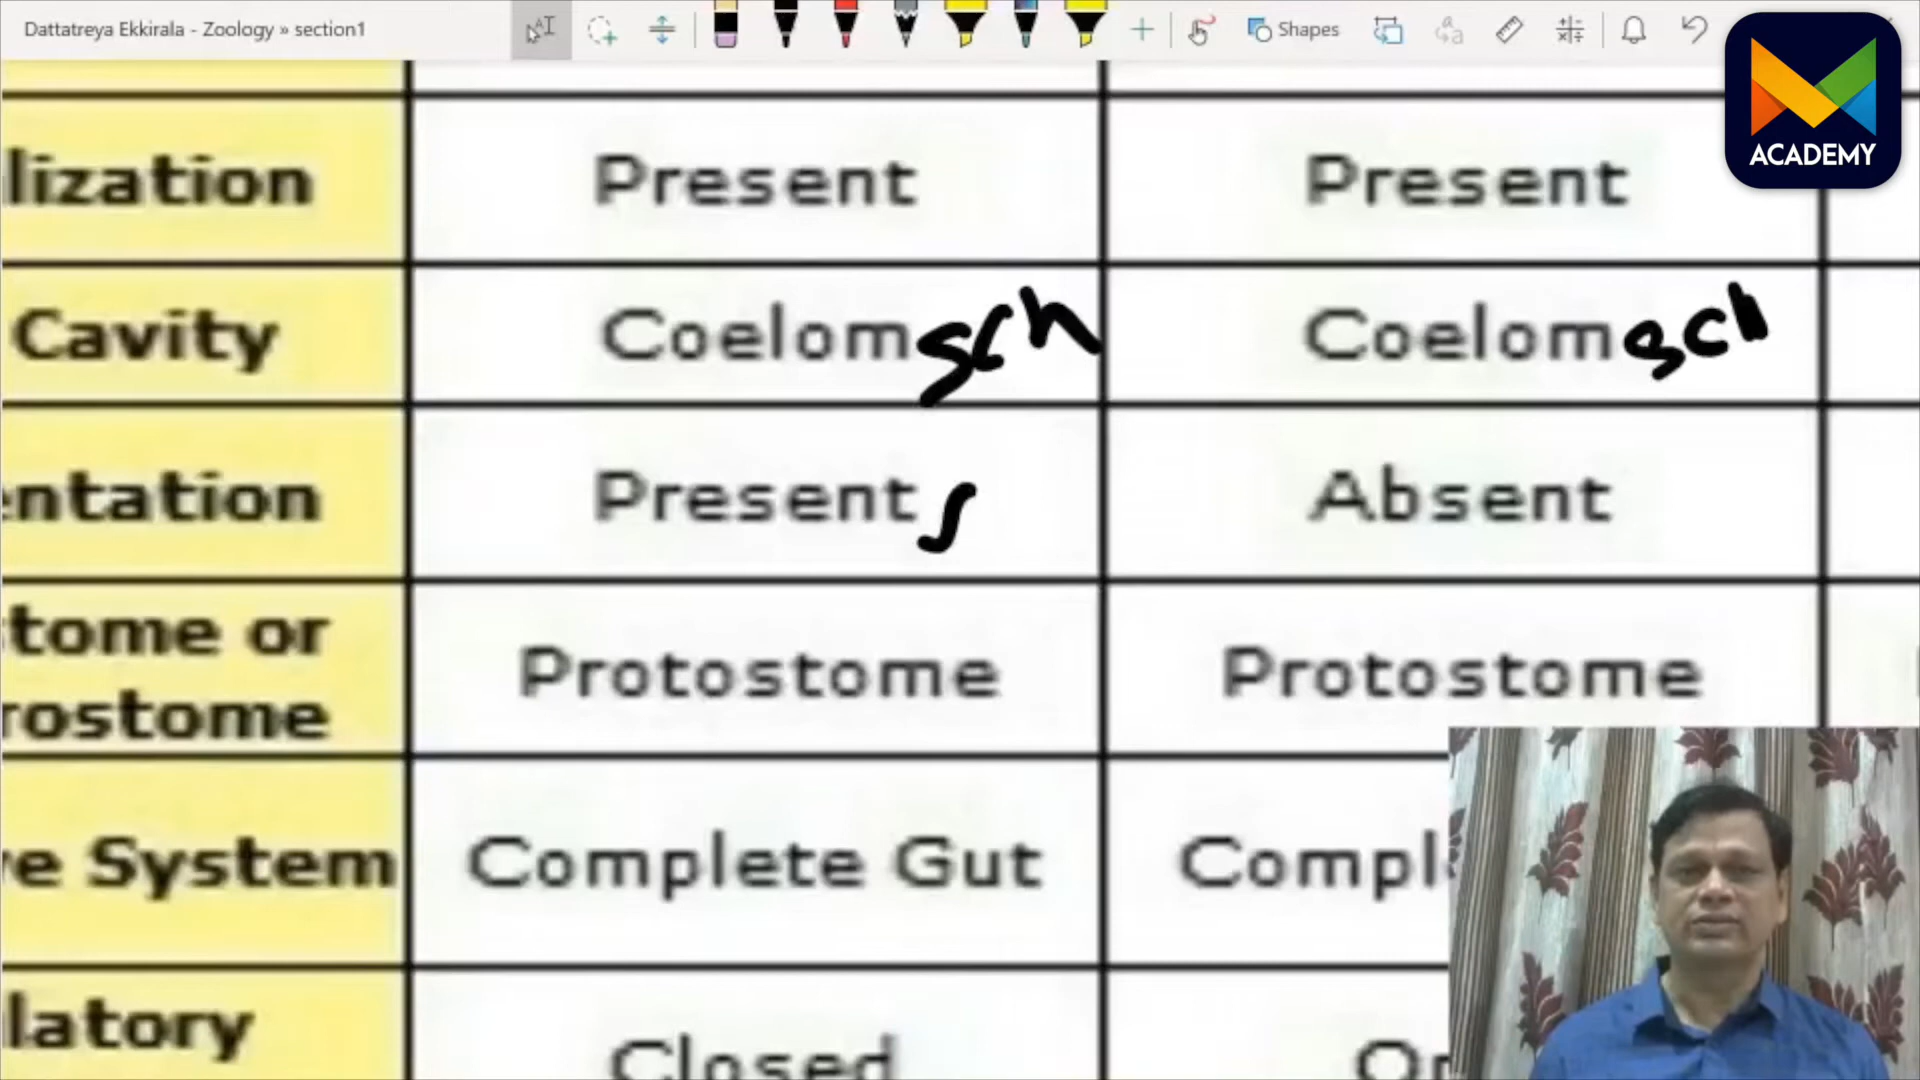 Dattatreya Ekkirala - Zoology » section1
Shapes
ACADEMY
lization Present Present
Cavity Coelom sch Coelom sch
entation Present s Absent
tome or
rostome Protostome Protostome
ve System Complete Gut Compl
latory Closed